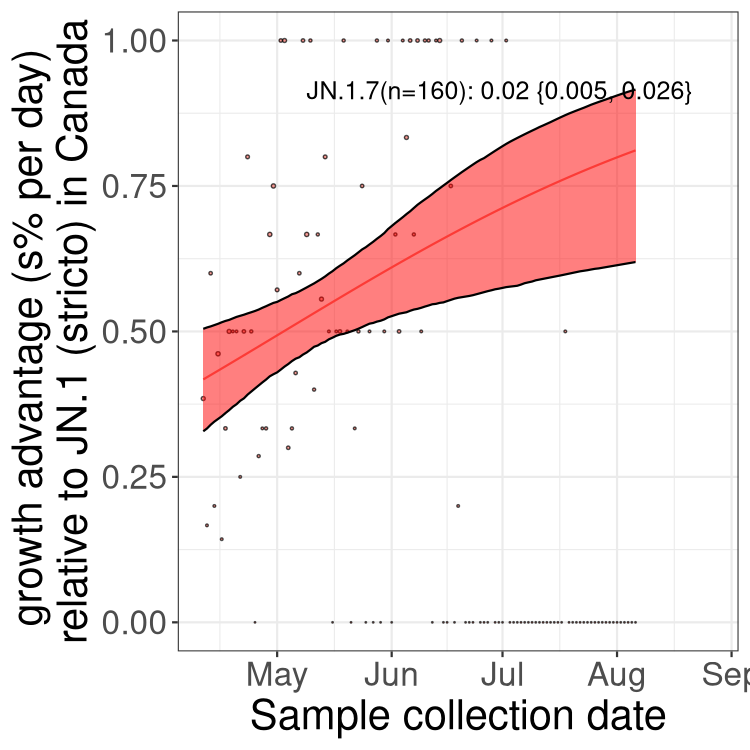 growth advantage (s% per day)
relative to JN.1 (stricto) in Canada
1.00
0.75
0.50
0.25
0.00
JN.1.7(n=160): 0.02 {0.005, 0.026}
May Jun Jul Aug Sep
Sample collection date